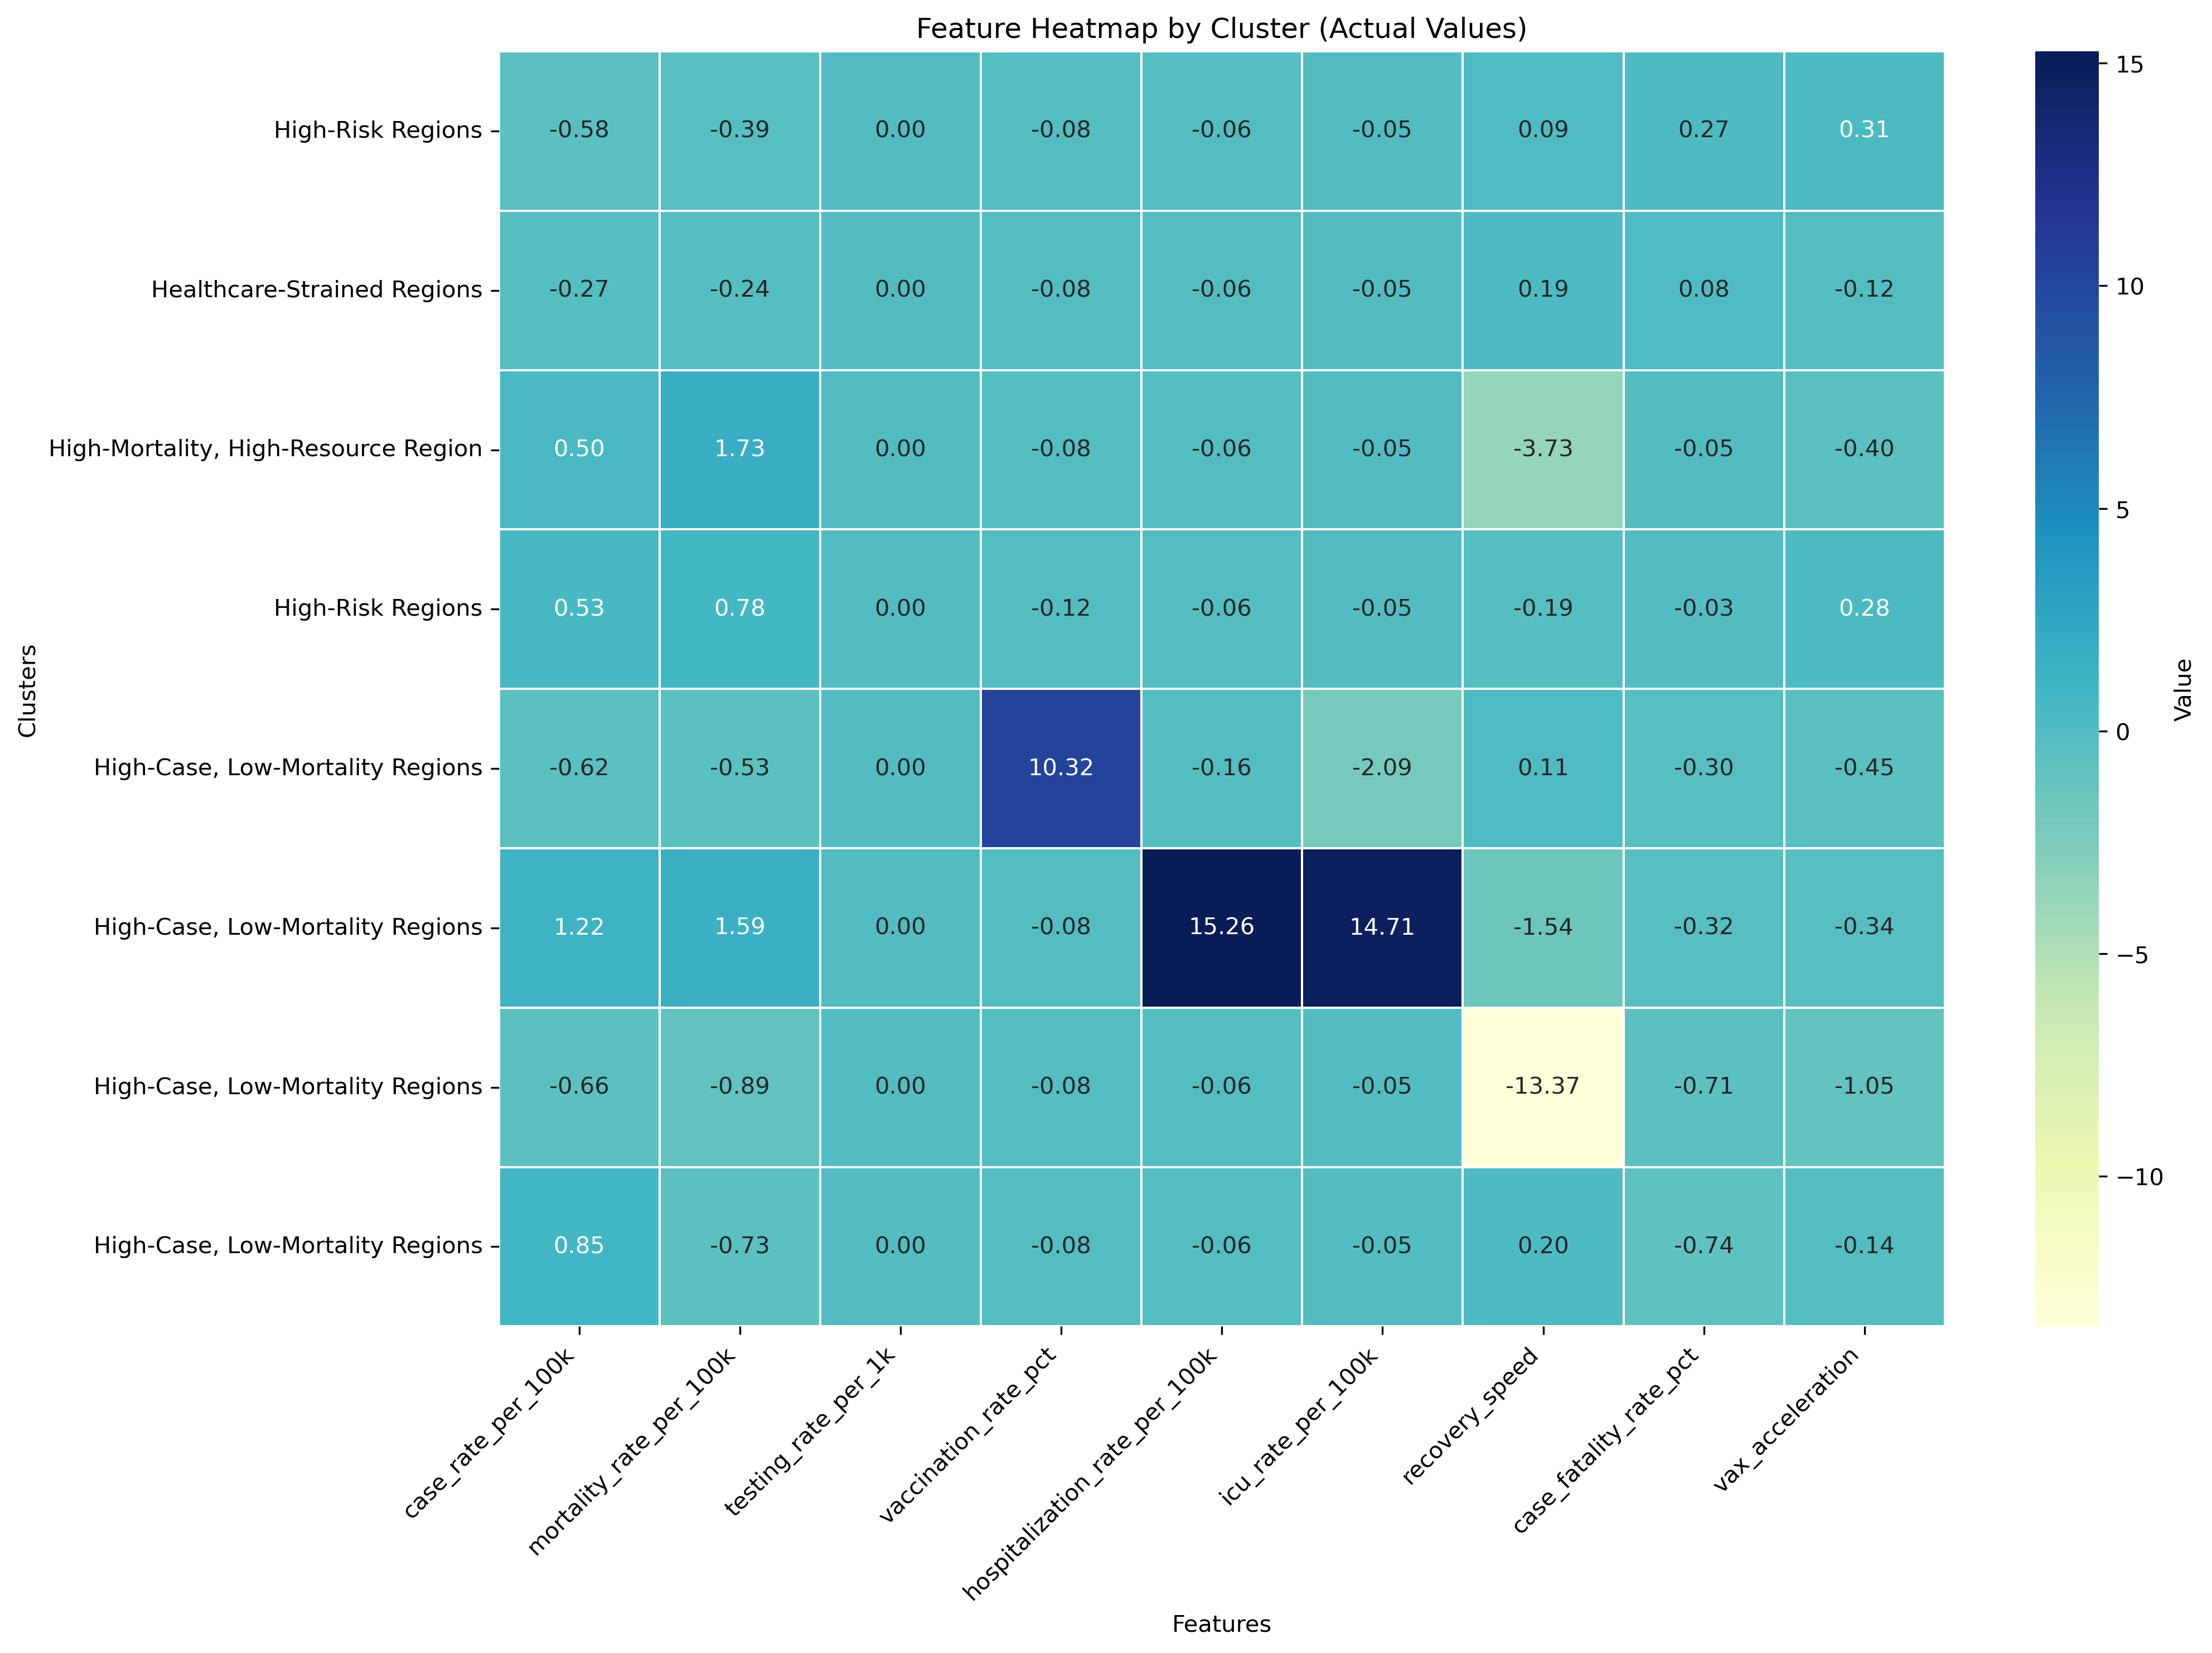 Feature Heatmap by Cluster (Actual Values)
High-Risk Regions -0.58 -0.39 0.00 -0.08 -0.06 -0.05 0.09 0.27 0.31
Healthcare-Strained Regions -0.27 -0.24 0.00 -0.08 -0.06 -0.05 0.19 0.08 -0.12
High-Mortality, High-Resource Region 0.50 1.73 0.00 -0.08 -0.06 -0.05 -3.73 -0.05 -0.40
High-Risk Regions 0.53 0.78 0.00 -0.12 -0.06 -0.05 -0.19 -0.03 0.28
High-Case, Low-Mortality Regions -0.62 -0.53 0.00 10.32 -0.16 -2.09 0.11 -0.30 -0.45
High-Case, Low-Mortality Regions 1.22 1.59 0.00 -0.08 15.26 14.71 -1.54 -0.32 -0.34
High-Case, Low-Mortality Regions -0.66 -0.89 0.00 -0.08 -0.06 -0.05 -13.37 -0.71 -1.05
High-Case, Low-Mortality Regions 0.85 -0.73 0.00 -0.08 -0.06 -0.05 0.20 -0.74 -0.14
Clusters
case_rate_per_100k
mortality_rate_per_100k
testing_rate_per_1k
vaccination_rate_pct
hospitalization_rate_per_100k
icu_rate_per_100k
recovery_speed
case_fatality_rate_pct
vax_acceleration
Features
15
10
5
0
−5
−10
Value